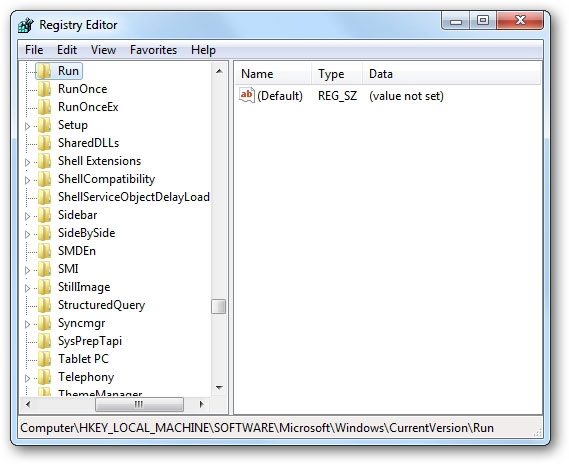 Registry Editor
File Edit View Favorites Help
Run
RunOnce
RunOnceEx
Setup
SharedDLLs
Shell Extensions
ShellCompatibility
ShellServiceObjectDelayLoad
Sidebar
SideBySide
SMDEn
SMI
StillImage
StructuredQuery
Syncmgr
SysPrepTapi
Tablet PC
Telephony
ThemeManager
Name Type Data
ab (Default) REG_SZ (value not set)
Computer\HKEY_LOCAL_MACHINE\SOFTWARE\Microsoft\Windows\CurrentVersion\Run